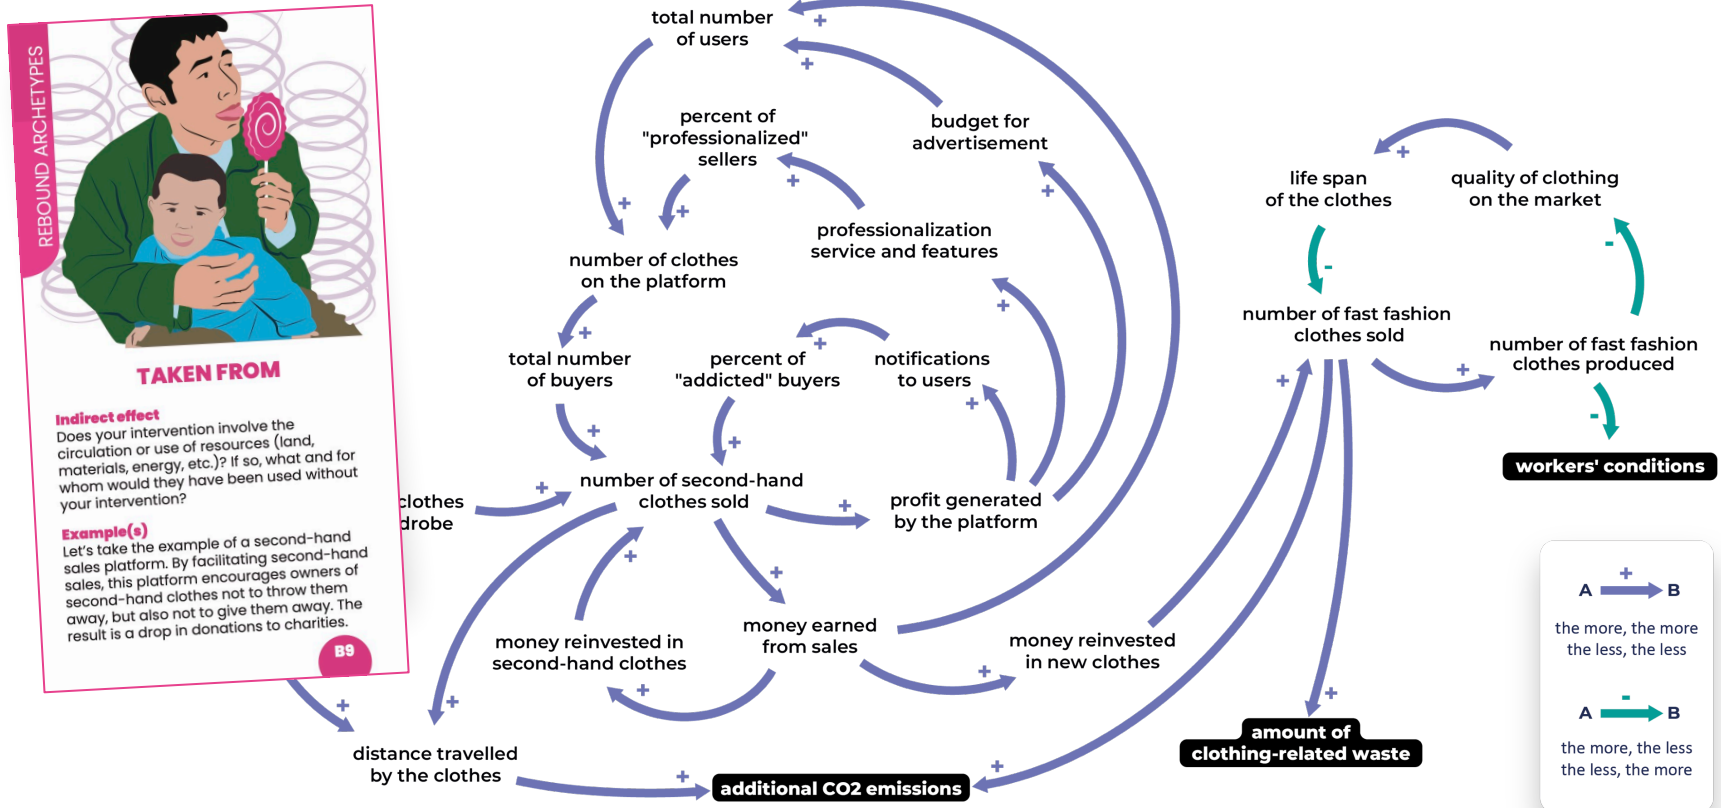 REBOUND ARCHETYPES
TAKEN FROM
Indirect effect
Does your intervention involve the
circulation or use of resources (land,
materials, energy, etc.)? If so, what and for
whom would they have been used without
your intervention?
Example(s)
Let's take the example of a second-hand
sales platform. By facilitating second-hand
sales, this platform encourages owners of
second-hand clothes not to throw them
away, but also not to give them away. The
result is a drop in donations to charities.
B9
total number
of users
+
+
percent of
"professionalized"
sellers
budget for
advertisement
+
+
+
+
professionalization
service and features
number of clothes
on the platform
+
+
+
total number
of buyers
percent of
"addicted" buyers
notifications
to users
+
+
+
number of second-hand
clothes sold
profit generated
by the platform
clothes
drobe
+
+
+
+
money reinvested in
second-hand clothes
money earned
from sales
money reinvested
in new clothes
+
+
+
+
distance travelled
by the clothes
+
+
additional CO2 emissions
+
life span
of the clothes
quality of clothing
on the market
-
-
number of fast fashion
clothes sold
number of fast fashion
clothes produced
+
+
-
workers' conditions
+
amount of
clothing-related waste
+
A B
the more, the more
the less, the less
-
A B
the more, the less
the less, the more